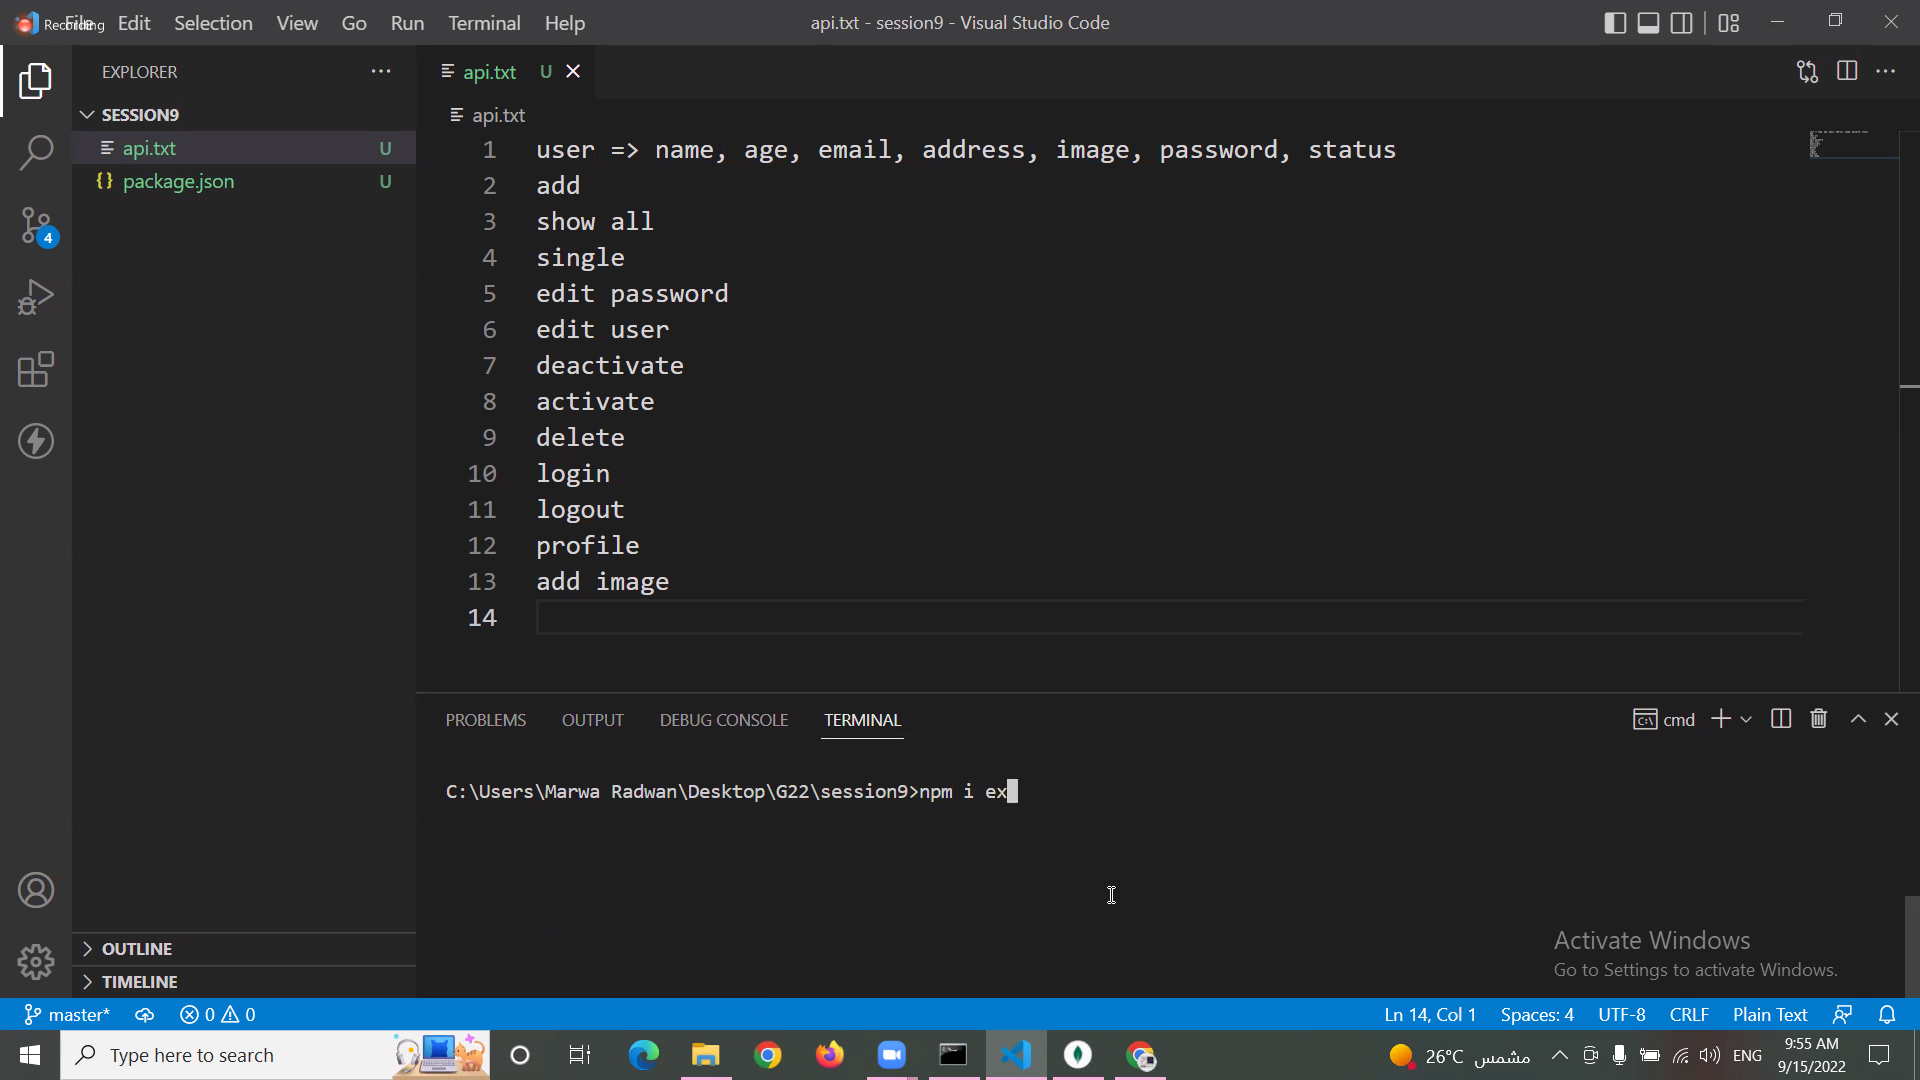 Recording
File Edit Selection View Go Run Terminal Help
api.txt - session9 - Visual Studio Code
EXPLORER
SESSION9
api.txt U
package.json U
4
OUTLINE
TIMELINE
api.txt U
api.txt
1 user => name, age, email, address, image, password, status
2 add
3 show all
4 single
5 edit password
6 edit user
7 deactivate
8 activate
9 delete
10 login
11 logout
12 profile
13 add image
14
PROBLEMS OUTPUT DEBUG CONSOLE TERMINAL
cmd
C:\Users\Marwa Radwan\Desktop\G22\session9>npm i ex
Activate Windows
Go to Settings to activate Windows.
master* 0 0
Ln 14, Col 1 Spaces: 4 UTF-8 CRLF Plain Text
Type here to search
26°C مشمس
ENG
9:55 AM
9/15/2022